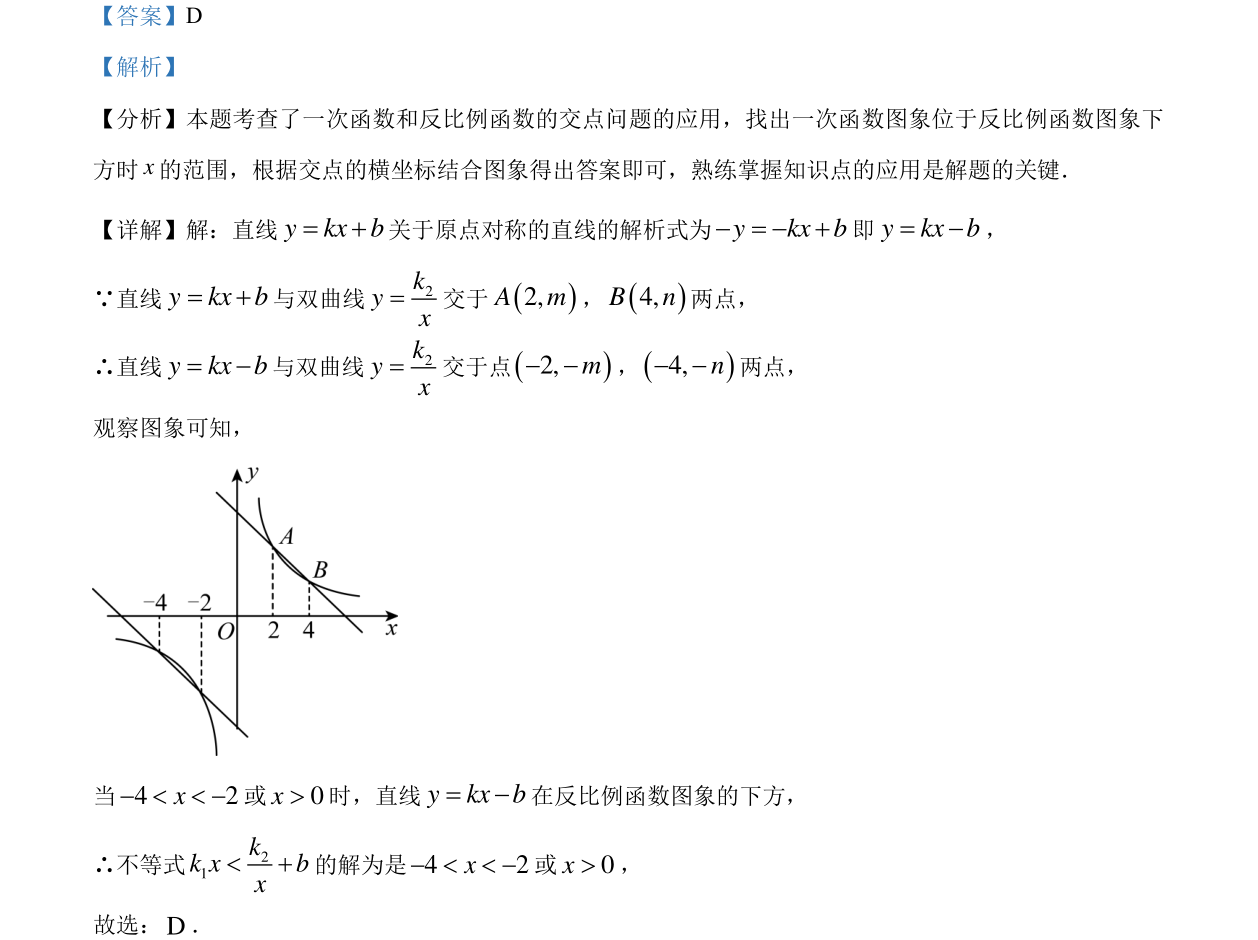 【答案】D
【解析】
【分析】本题考查了一次函数和反比例函数的交点问题的应用，找出一次函数图象位于反比例函数图象下
方时 x 的范围，根据交点的横坐标结合图象得出答案即可，熟练掌握知识点的应用是解题的关键．
【详解】解：直线 y = kx + b 关于原点对称的直线的解析式为 −y = −kx + b 即 y = kx − b ，
∵直线 y = kx + b 与双曲线 y = k₂/x 交于 A(2, m) ， B(4, n) 两点，
∴直线 y = kx − b 与双曲线 y = k₂/x 交于点 (−2, −m) ， (−4, −n) 两点，
观察图象可知，
y
A
B
−4 −2
O 2 4 x
当 −4 < x < −2 或 x > 0 时，直线 y = kx − b 在反比例函数图象的下方，
∴不等式 k₁x < k₂/x + b 的解为是 −4 < x < −2 或 x > 0 ，
故选：D．